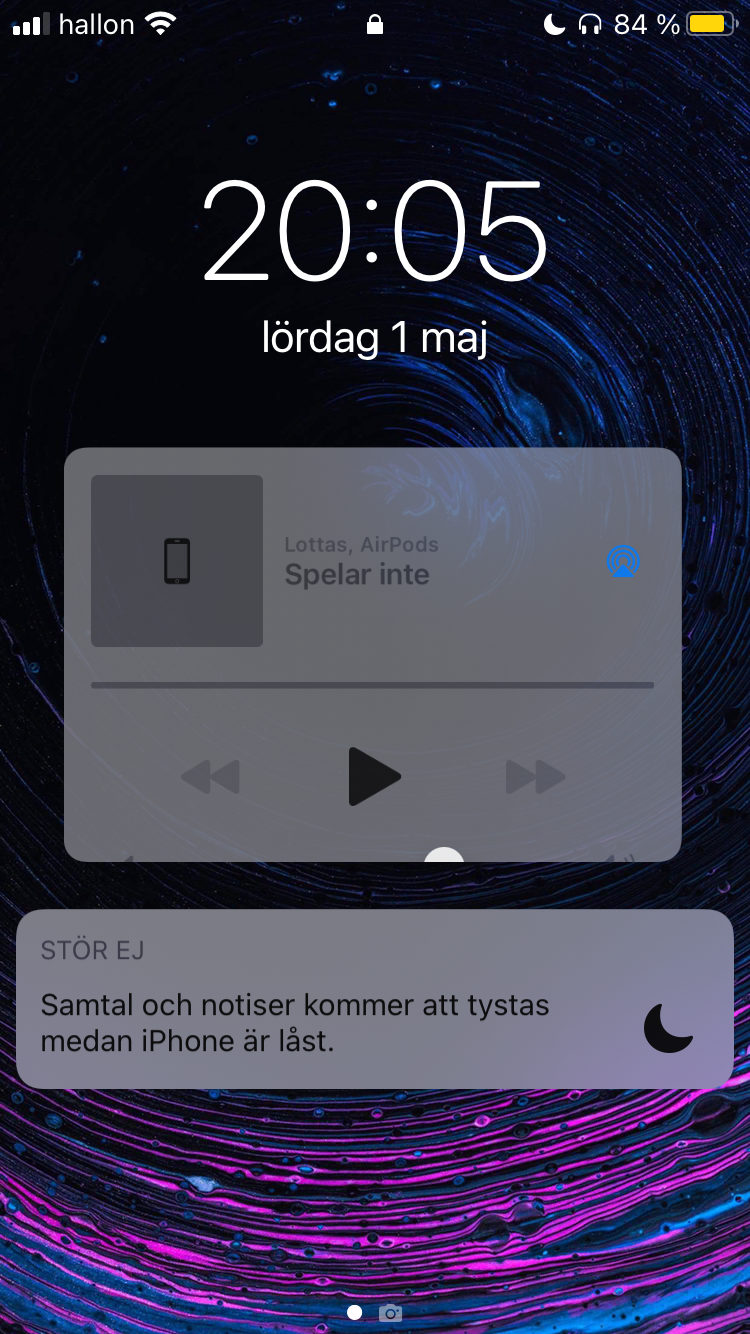 hallon 84 %
20:05
lördag 1 maj
Lottas, AirPods
Spelar inte
STÖR EJ
Samtal och notiser kommer att tystas
medan iPhone är låst.